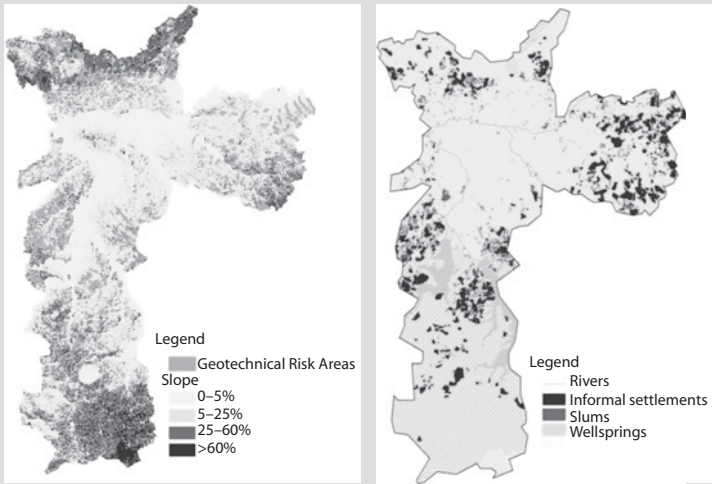 Legend
Geotechnical Risk Areas
Slope
0–5%
5–25%
25–60%
>60%
Legend
Rivers
Informal settlements
Slums
Wellsprings